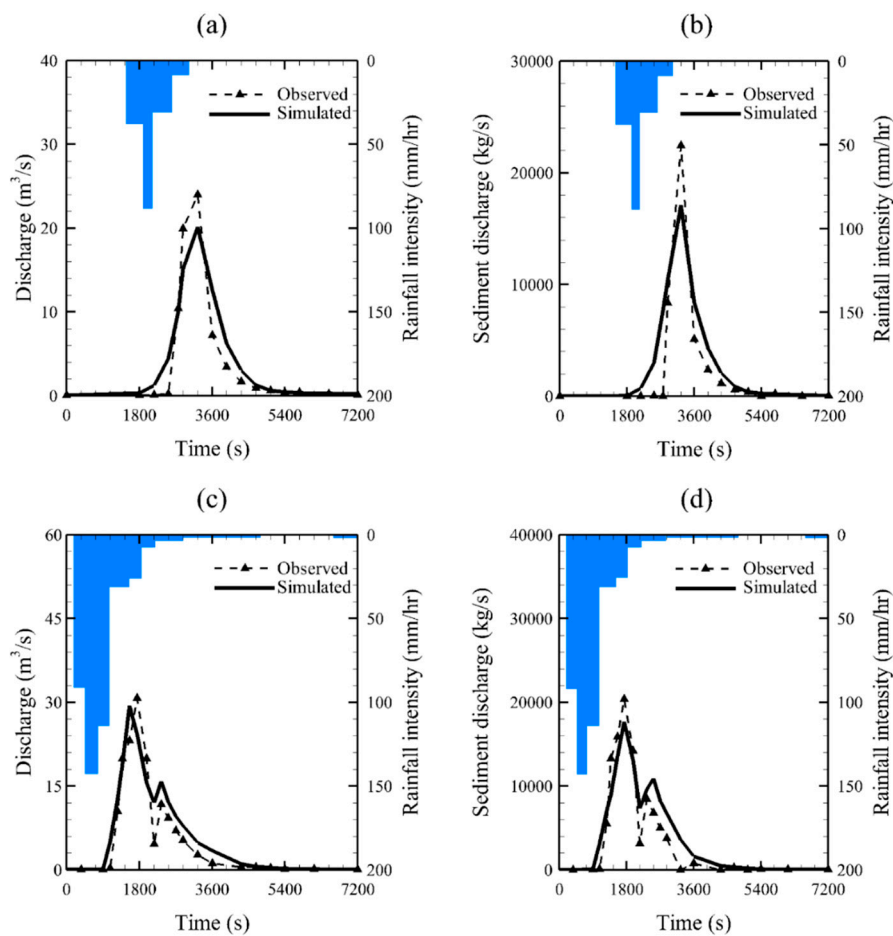 (a)
(b)
40
0
30000
0
Observed
Observed
Simulated
Simulated
30
50
50
20000
20
100
100
10000
10
150
150
0
200
0
200
0 1800 3600 5400 7200
0 1800 3600 5400 7200
Time (s)
Time (s)
Discharge (m³/s)
Rainfall intensity (mm/hr)
Sediment discharge (kg/s)
Rainfall intensity (mm/hr)
(c)
(d)
60
0
40000
0
Observed
Observed
Simulated
Simulated
45
50
30000
50
30
100
20000
100
15
150
10000
150
0
200
0
200
0 1800 3600 5400 7200
0 1800 3600 5400 7200
Time (s)
Time (s)
Discharge (m³/s)
Rainfall intensity (mm/hr)
Sediment discharge (kg/s)
Rainfall intensity (mm/hr)